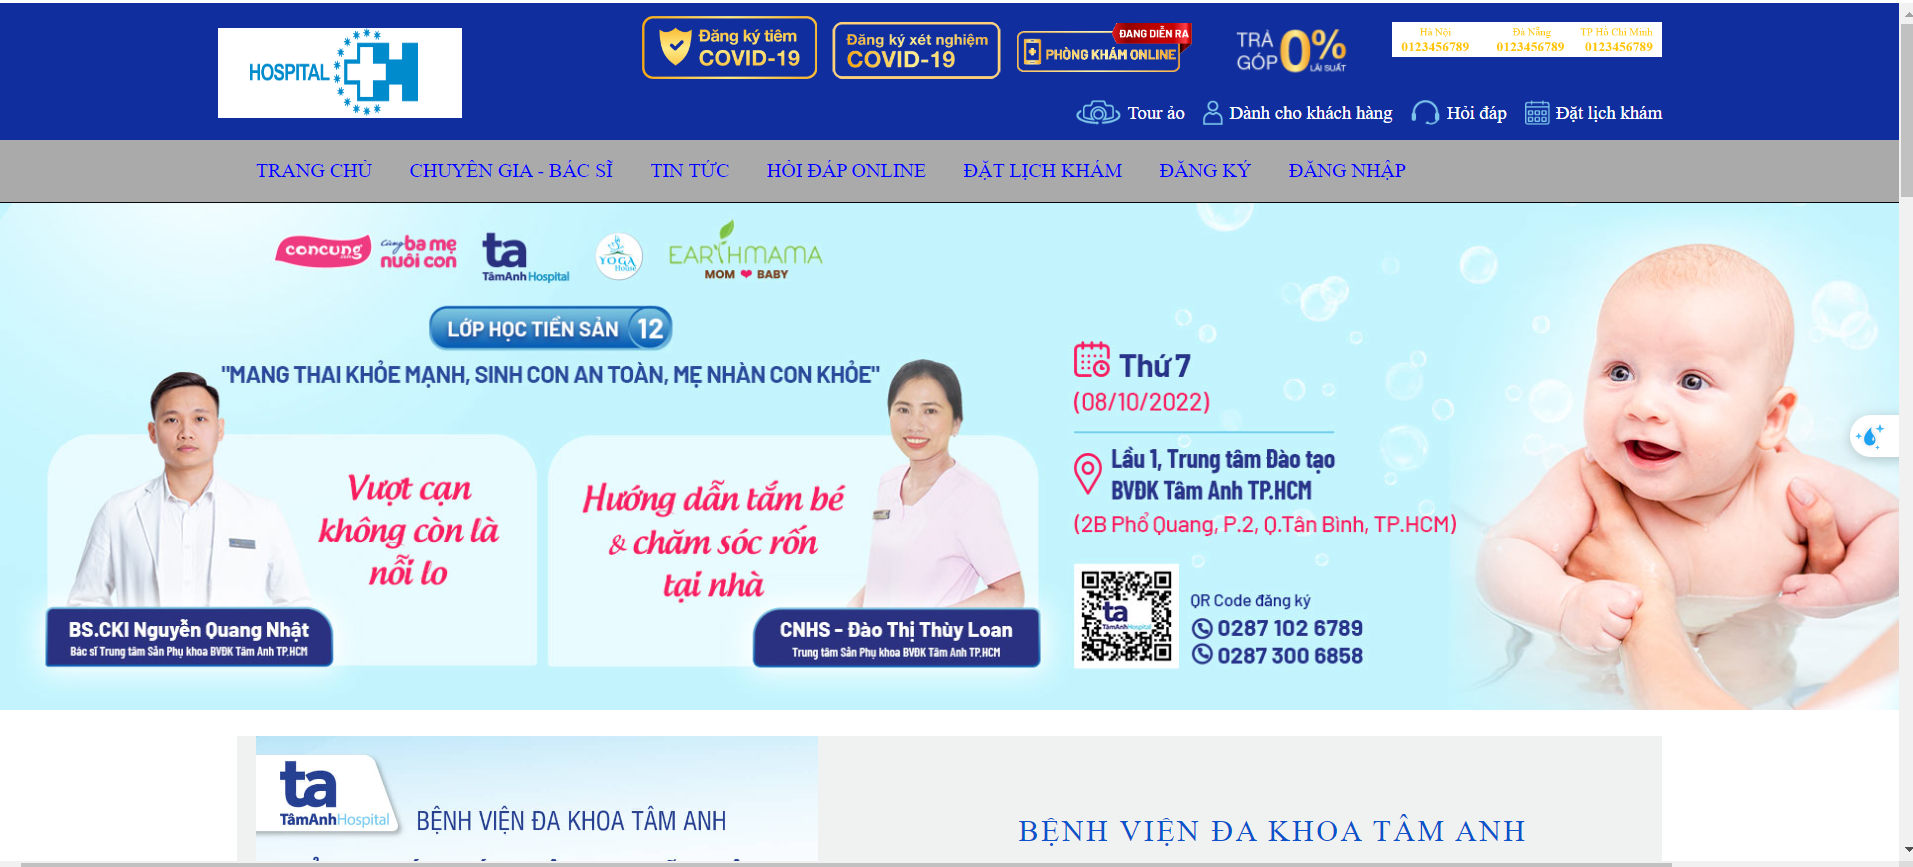 HOSPITAL
Đăng ký tiêm
COVID-19
Đăng ký xét nghiệm
COVID-19
ĐANG DIỄN RA
PHÒNG KHÁM ONLINE
TRẢ GÓP 0% LÃI SUẤT
Hà Nội Đà Nẵng TP Hồ Chí Minh
0123456789 0123456789 0123456789
Tour ảo Dành cho khách hàng Hỏi đáp Đặt lịch khám
TRANG CHỦ CHUYÊN GIA - BÁC SĨ TIN TỨC HỎI ĐÁP ONLINE ĐẶT LỊCH KHÁM ĐĂNG KÝ ĐĂNG NHẬP
concung
cùng ba mẹ
nuôi con
ta
TâmAnh Hospital
YOGA
House
EARTHMAMA
MOM ❤ BABY
LỚP HỌC TIỀN SẢN 12
"MANG THAI KHỎE MẠNH, SINH CON AN TOÀN, MẸ NHÀN CON KHỎE"
Vượt cạn
không còn là
nỗi lo
BS.CKI Nguyễn Quang Nhật
Bác sĩ Trung tâm Sản Phụ khoa BVĐK Tâm Anh TP.HCM
Hướng dẫn tắm bé
& chăm sóc rốn
tại nhà
CNHS - Đào Thị Thùy Loan
Trung tâm Sản Phụ khoa BVĐK Tâm Anh TP.HCM
Thứ 7
(08/10/2022)
Lầu 1, Trung tâm Đào tạo
BVĐK Tâm Anh TP.HCM
(2B Phổ Quang, P.2, Q.Tân Bình, TP.HCM)
ta
TâmAnhHospital
QR Code đăng ký
0287 102 6789
0287 300 6858
ta
TâmAnhHospital
BỆNH VIỆN ĐA KHOA TÂM ANH
BỆNH VIỆN ĐA KHOA TÂM ANH